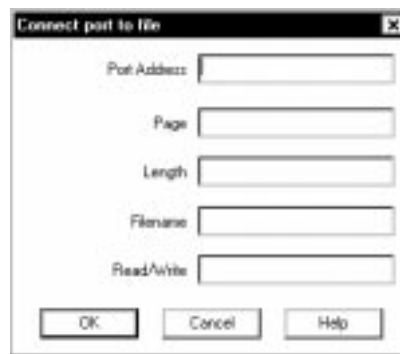 Connect port to file
Port Address
Page
Length
Filename
Read/Write
OK Cancel Help